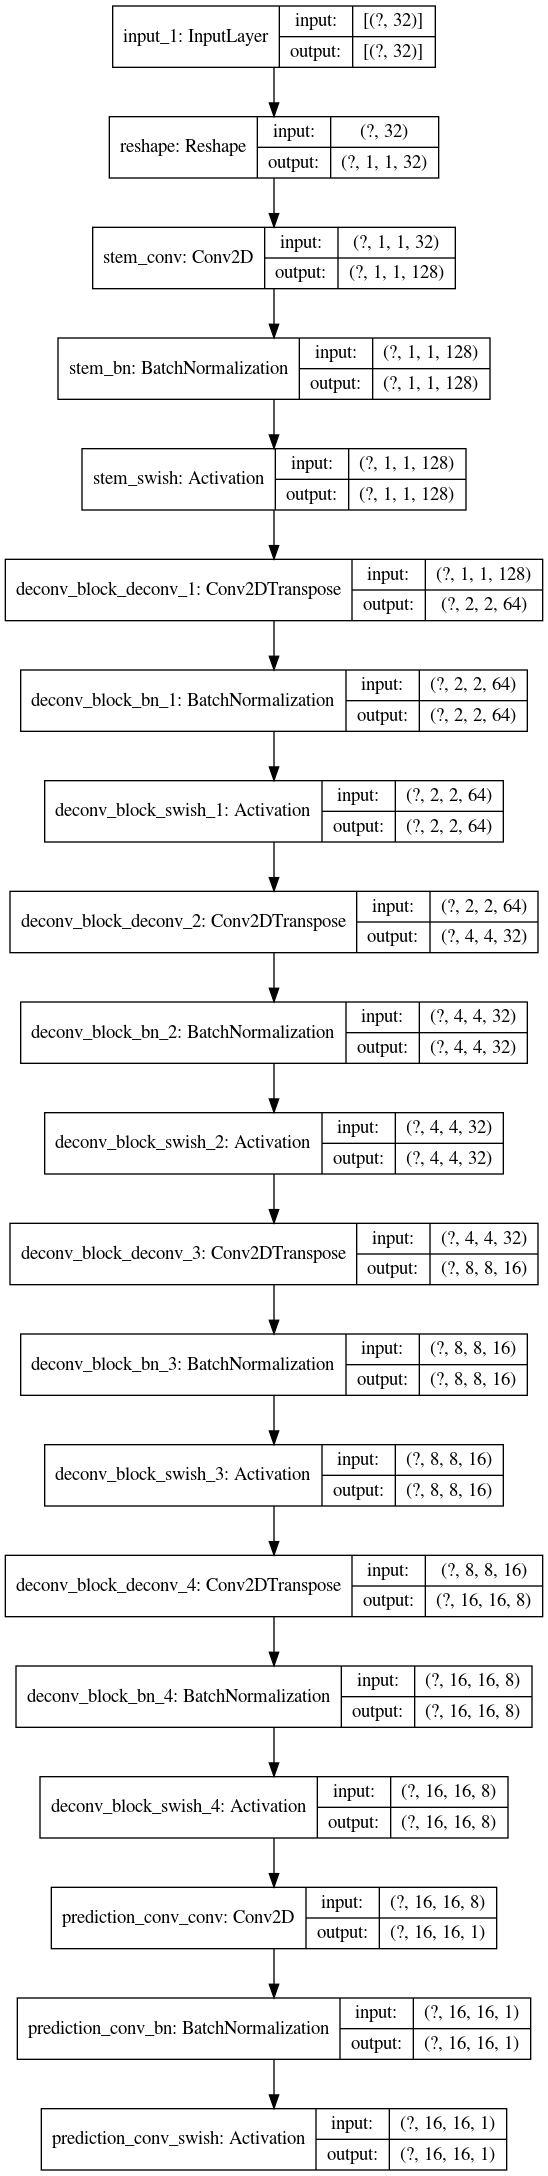 input_1: InputLayer
input: [(?, 32)]
output: [(?, 32)]
reshape: Reshape
input: (?, 32)
output: (?, 1, 1, 32)
stem_conv: Conv2D
input: (?, 1, 1, 32)
output: (?, 1, 1, 128)
stem_bn: BatchNormalization
input: (?, 1, 1, 128)
output: (?, 1, 1, 128)
stem_swish: Activation
input: (?, 1, 1, 128)
output: (?, 1, 1, 128)
deconv_block_deconv_1: Conv2DTranspose
input: (?, 1, 1, 128)
output: (?, 2, 2, 64)
deconv_block_bn_1: BatchNormalization
input: (?, 2, 2, 64)
output: (?, 2, 2, 64)
deconv_block_swish_1: Activation
input: (?, 2, 2, 64)
output: (?, 2, 2, 64)
deconv_block_deconv_2: Conv2DTranspose
input: (?, 2, 2, 64)
output: (?, 4, 4, 32)
deconv_block_bn_2: BatchNormalization
input: (?, 4, 4, 32)
output: (?, 4, 4, 32)
deconv_block_swish_2: Activation
input: (?, 4, 4, 32)
output: (?, 4, 4, 32)
deconv_block_deconv_3: Conv2DTranspose
input: (?, 4, 4, 32)
output: (?, 8, 8, 16)
deconv_block_bn_3: BatchNormalization
input: (?, 8, 8, 16)
output: (?, 8, 8, 16)
deconv_block_swish_3: Activation
input: (?, 8, 8, 16)
output: (?, 8, 8, 16)
deconv_block_deconv_4: Conv2DTranspose
input: (?, 8, 8, 16)
output: (?, 16, 16, 8)
deconv_block_bn_4: BatchNormalization
input: (?, 16, 16, 8)
output: (?, 16, 16, 8)
deconv_block_swish_4: Activation
input: (?, 16, 16, 8)
output: (?, 16, 16, 8)
prediction_conv_conv: Conv2D
input: (?, 16, 16, 8)
output: (?, 16, 16, 1)
prediction_conv_bn: BatchNormalization
input: (?, 16, 16, 1)
output: (?, 16, 16, 1)
prediction_conv_swish: Activation
input: (?, 16, 16, 1)
output: (?, 16, 16, 1)